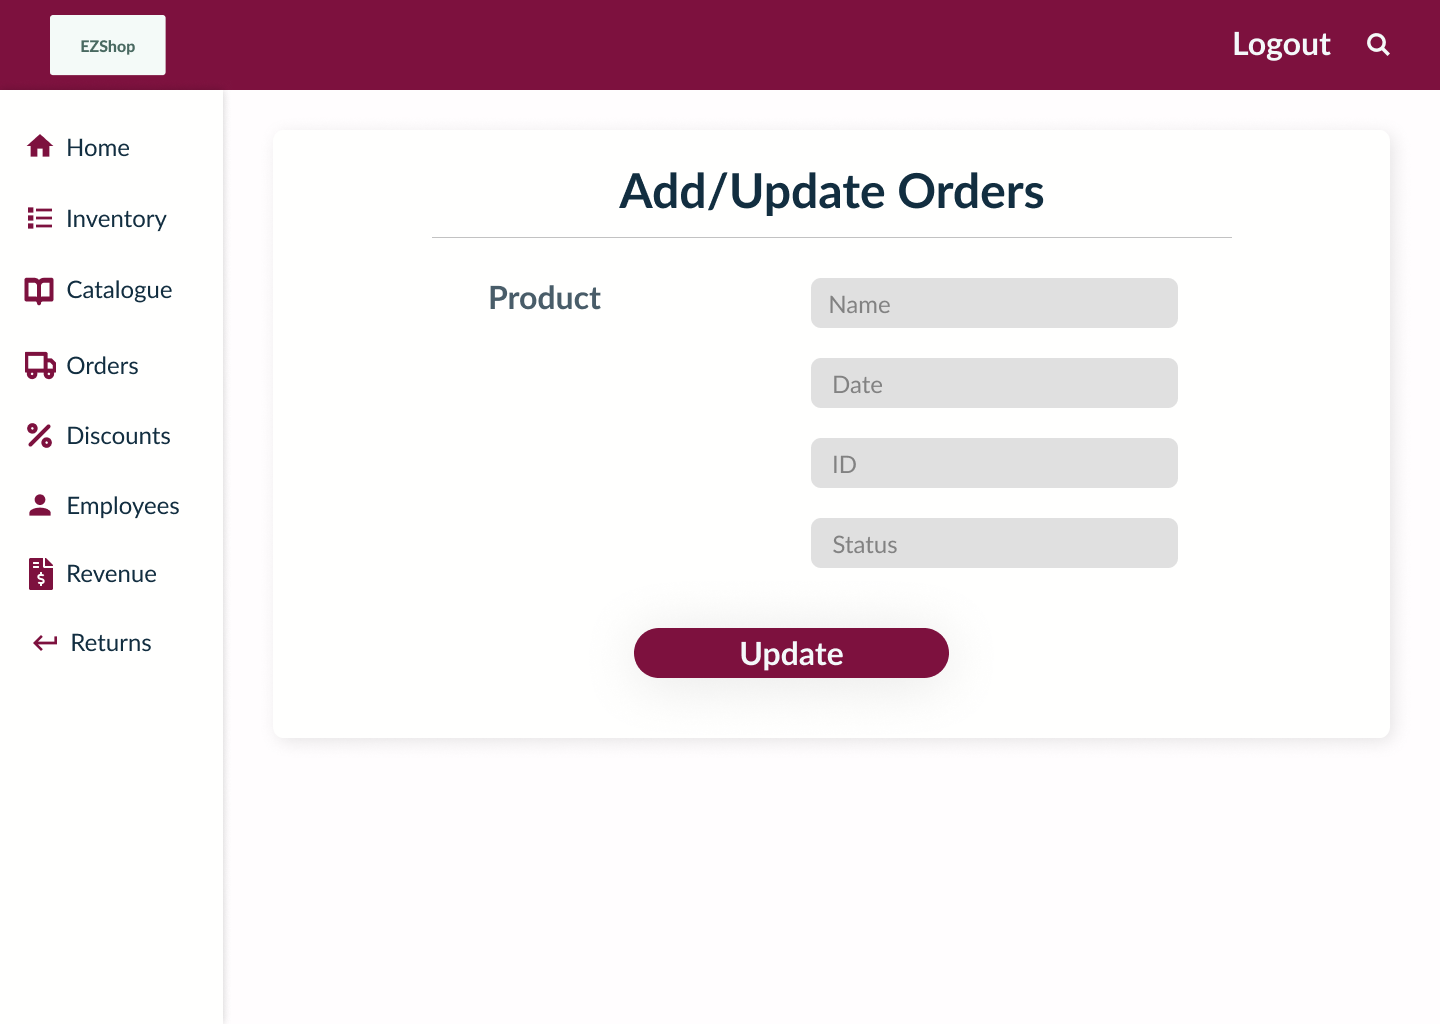 EZShop
Logout
Home
Inventory
Catalogue
Orders
Discounts
Employees
Revenue
Returns
Add/Update Orders
Product
Name
Date
ID
Status
Update